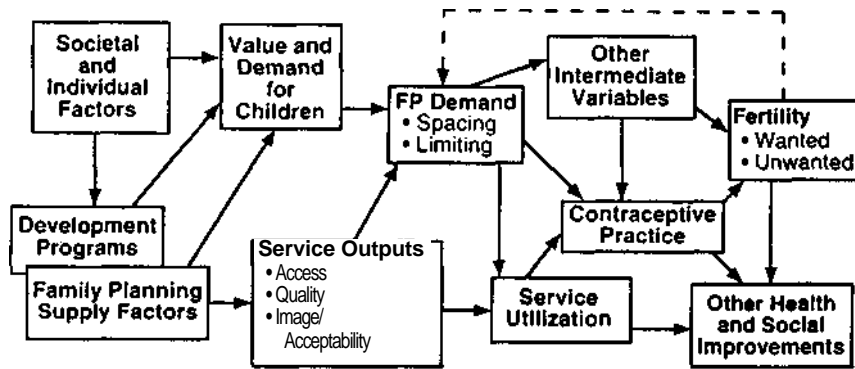 Societal
and
Individual
Factors
Value and
Demand
for
Children
FP Demand
• Spacing
• Limiting
Other
Intermediate
Variables
Fertility
• Wanted
• Unwanted
Development
Programs
Family Planning
Supply Factors
Service Outputs
• Access
• Quality
• Image/
Acceptability
Contraceptive
Practice
Service
Utilization
Other Health
and Social
Improvements